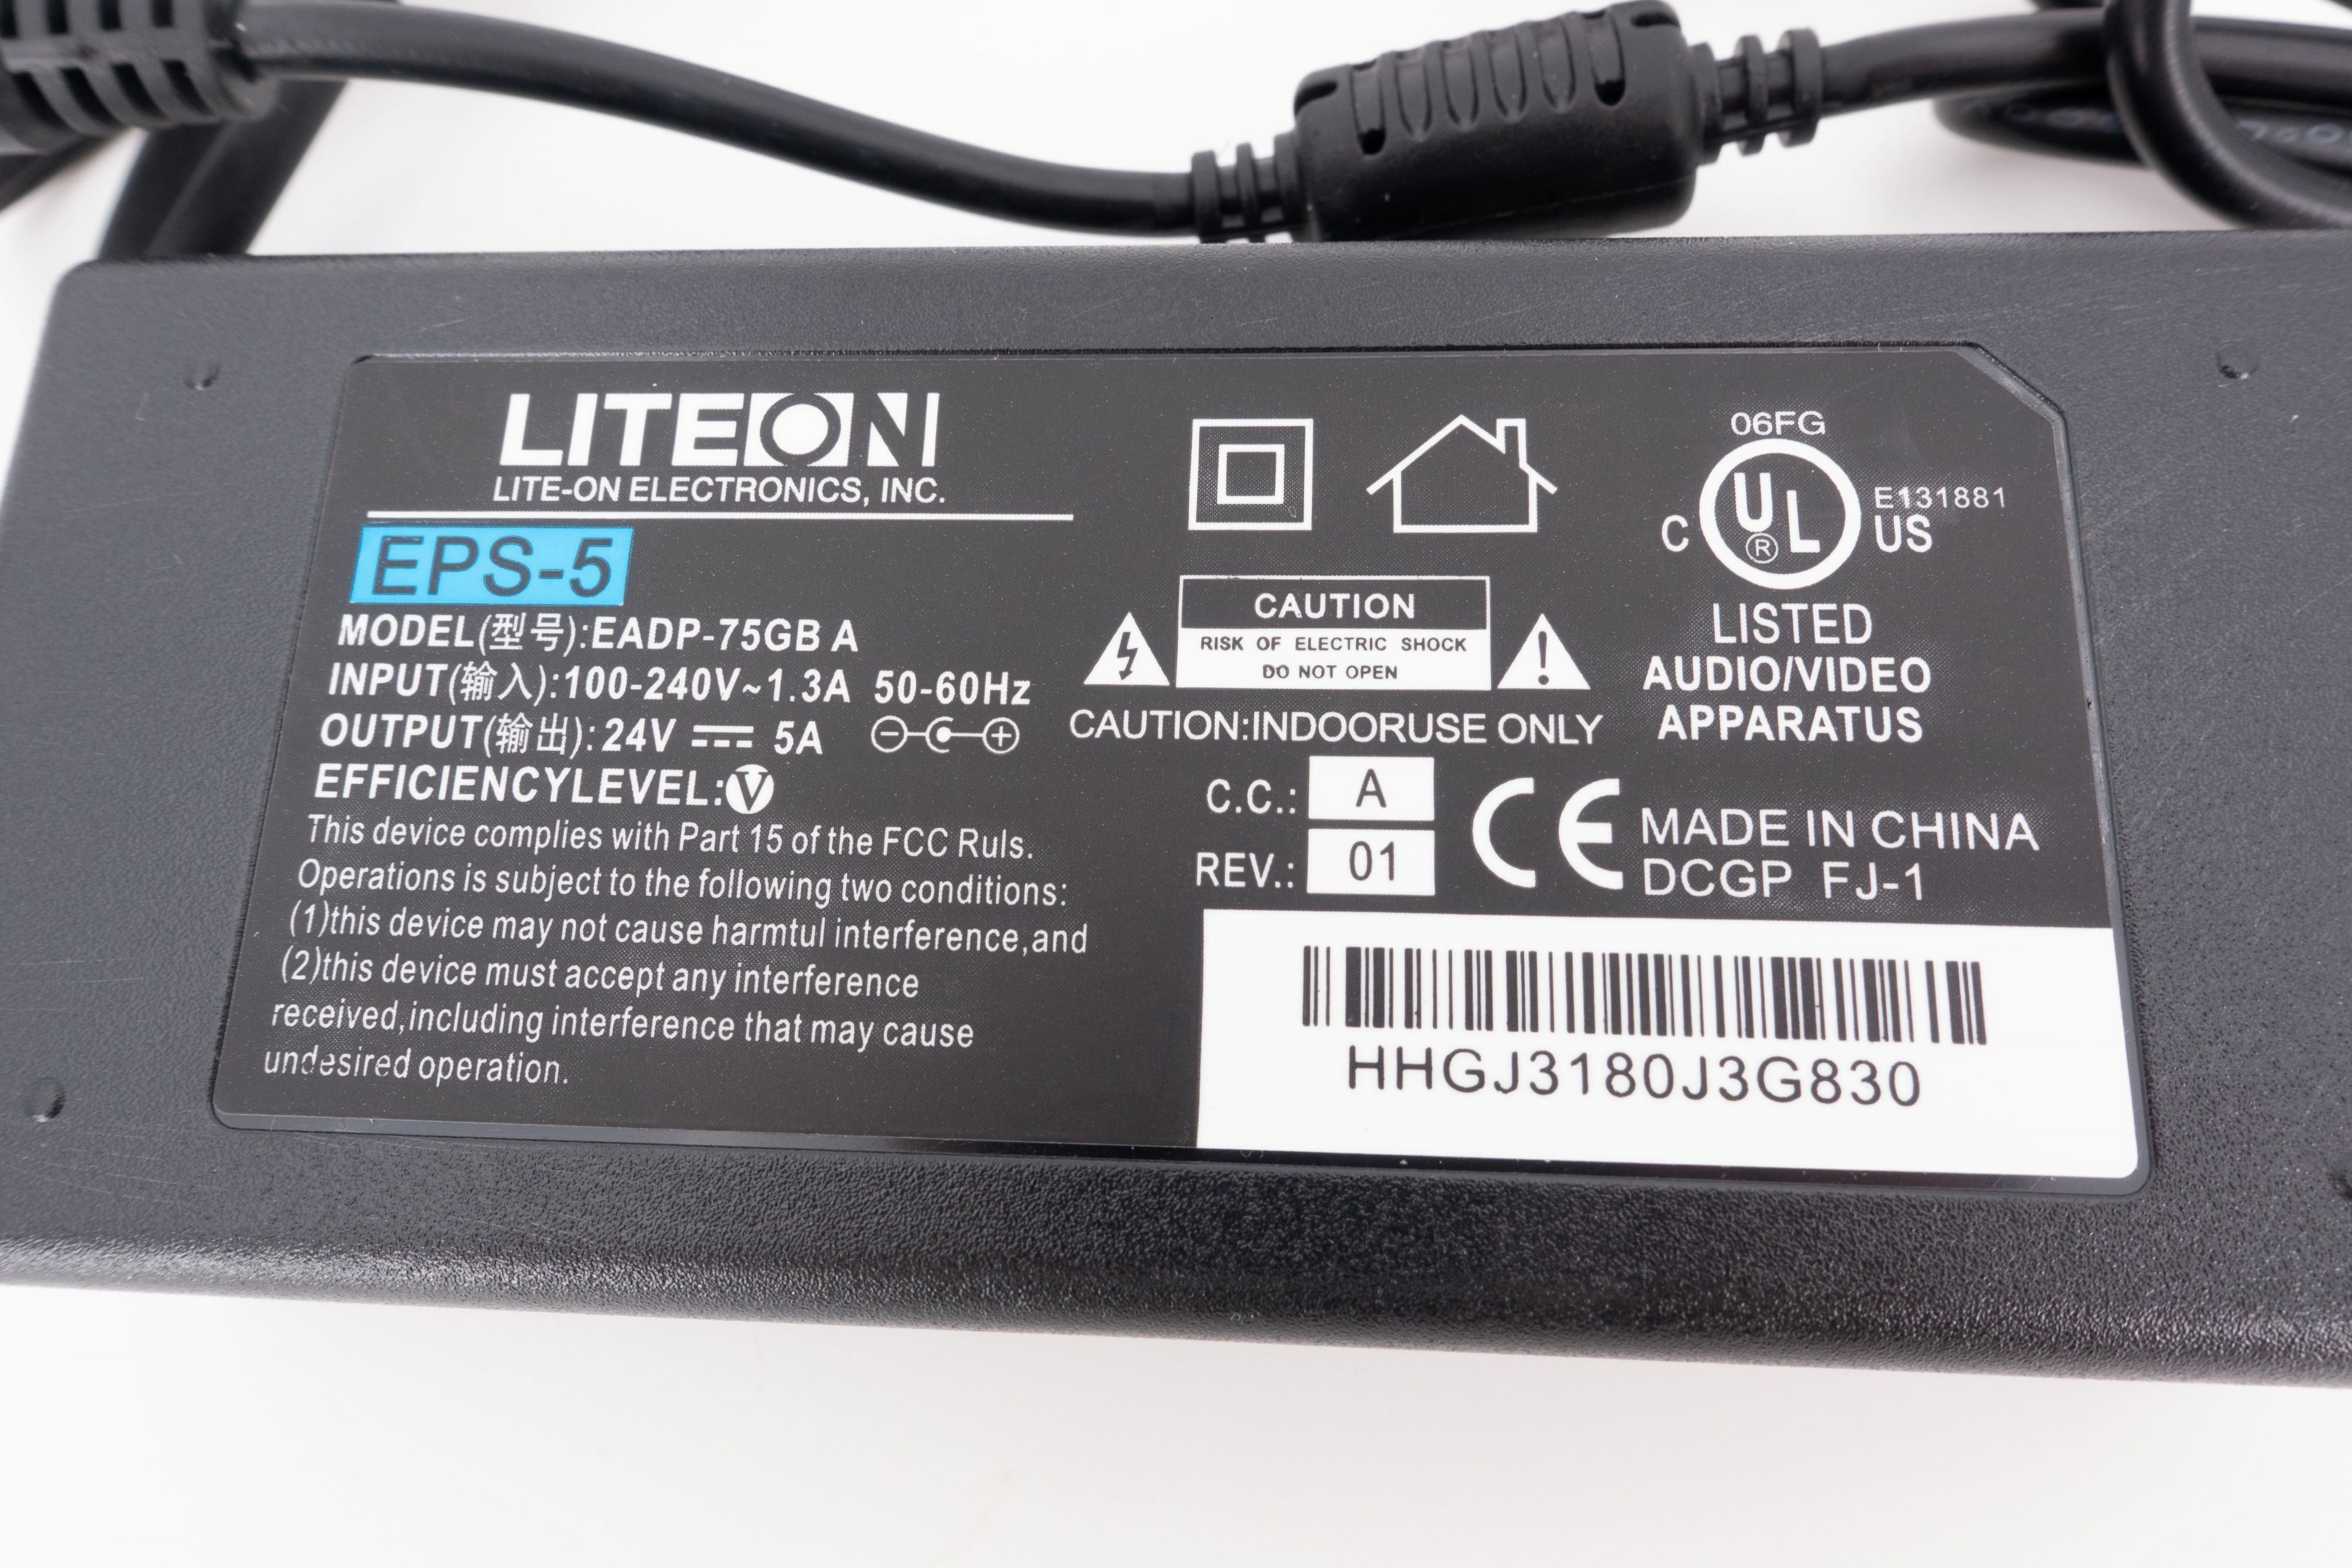 LITEON
LITE-ON ELECTRONICS, INC.
EPS-5
MODEL(型号):EADP-75GB A
INPUT(输入):100-240V~1.3A 50-60Hz
OUTPUT(输出):24V 5A
EFFICIENCYLEVEL:V
This device complies with Part 15 of the FCC Ruls.
Operations is subject to the following two conditions:
(1)this device may not cause harmtul interference,and
(2)this device must accept any interference
received,including interference that may cause
undesired operation.
CAUTION
RISK OF ELECTRIC SHOCK
DO NOT OPEN
CAUTION:INDOORUSE ONLY
C.C.: A
REV.: 01
06FG
C UL US
®
E131881
LISTED
AUDIO/VIDEO
APPARATUS
CE
MADE IN CHINA
DCGP FJ-1
HHGJ3180J3G830